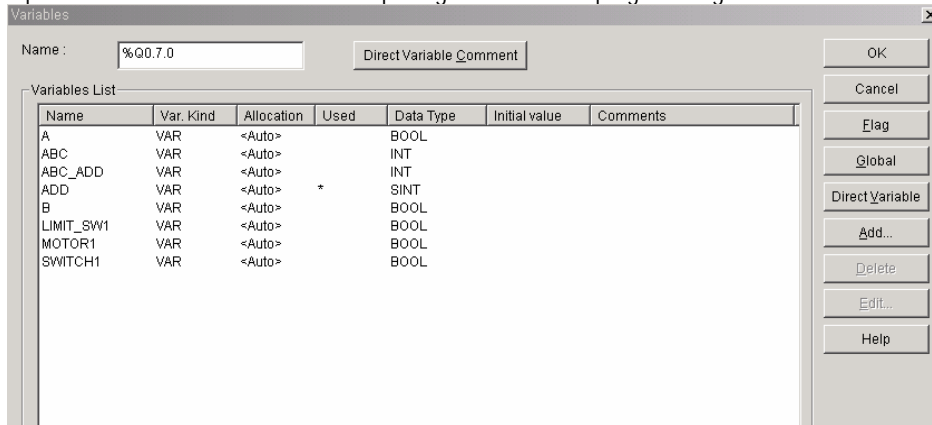 Variables
Name : %Q0.7.0 Direct Variable Comment OK
Variables List Cancel
Name Var. Kind Allocation Used Data Type Initial value Comments
A VAR <Auto> BOOL
ABC VAR <Auto> INT
ABC_ADD VAR <Auto> INT
ADD VAR <Auto> * SINT
B VAR <Auto> BOOL
LIMIT_SW1 VAR <Auto> BOOL
MOTOR1 VAR <Auto> BOOL
SWITCH1 VAR <Auto> BOOL
Flag
Global
Direct Variable
Add...
Delete
Edit...
Help